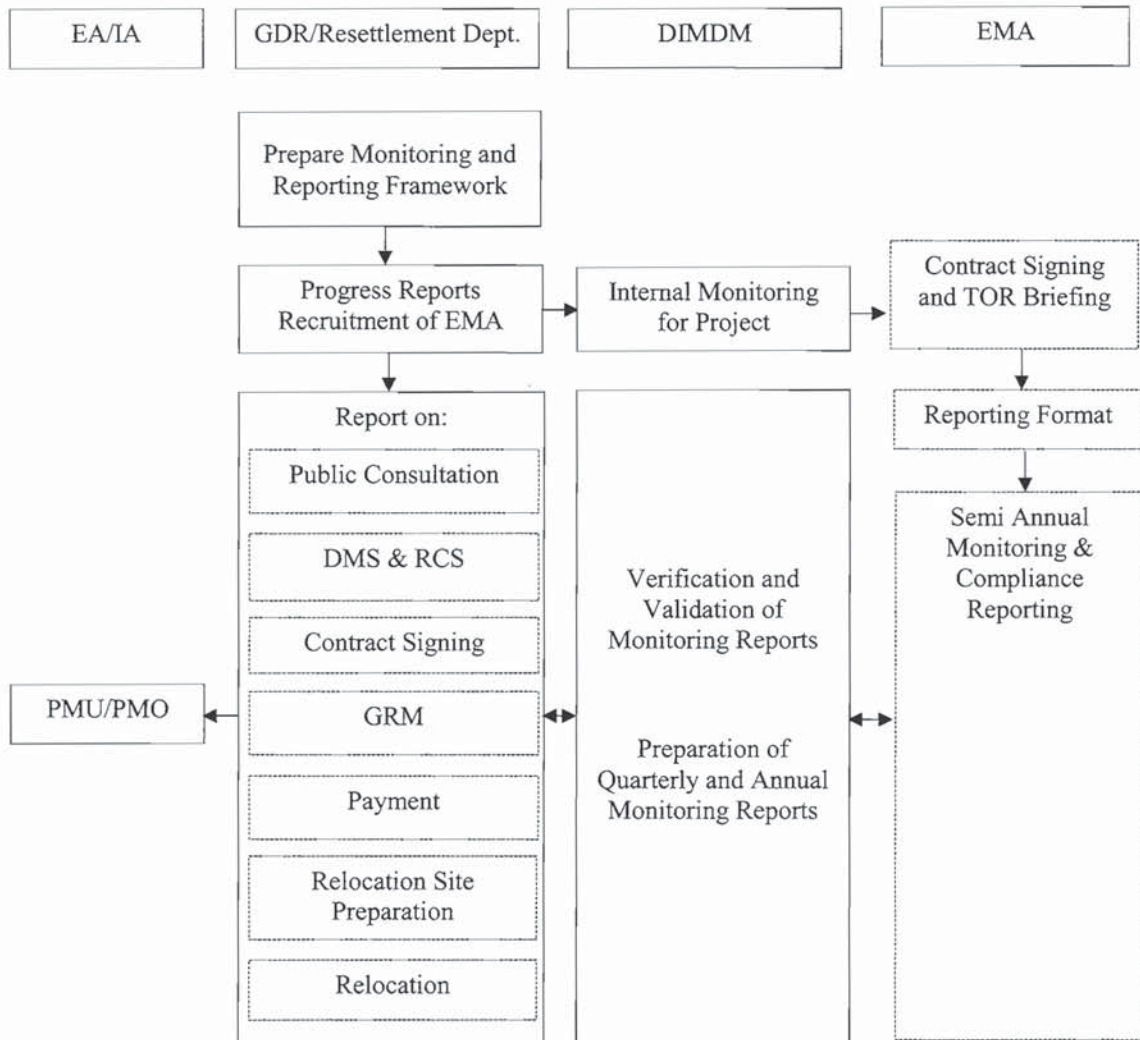 EA/IA
GDR/Resettlement Dept.
DIMDM
EMA
Prepare Monitoring and
Reporting Framework
Progress Reports
Recruitment of EMA
Internal Monitoring
for Project
Contract Signing
and TOR Briefing
Report on:
Public Consultation
DMS & RCS
Contract Signing
GRM
Payment
Relocation Site
Preparation
Relocation
PMU/PMO
Verification and
Validation of
Monitoring Reports
Preparation of
Quarterly and Annual
Monitoring Reports
Reporting Format
Semi Annual
Monitoring &
Compliance
Reporting